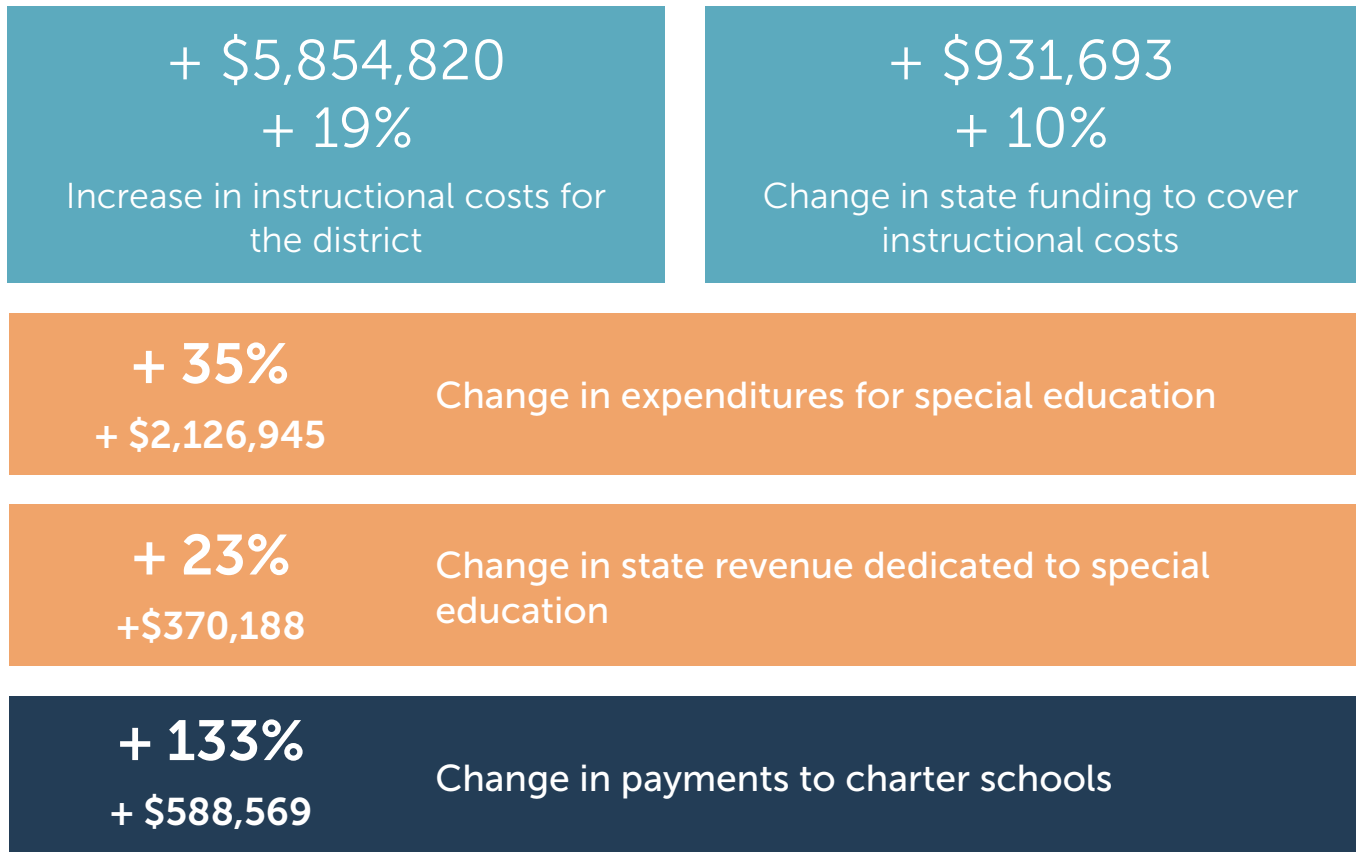 + $5,854,820
+ 19%
Increase in instructional costs for
the district
+ $931,693
+ 10%
Change in state funding to cover
instructional costs
+ 35%
+ $2,126,945
Change in expenditures for special education
+ 23%
+$370,188
Change in state revenue dedicated to special
education
+ 133%
+ $588,569
Change in payments to charter schools